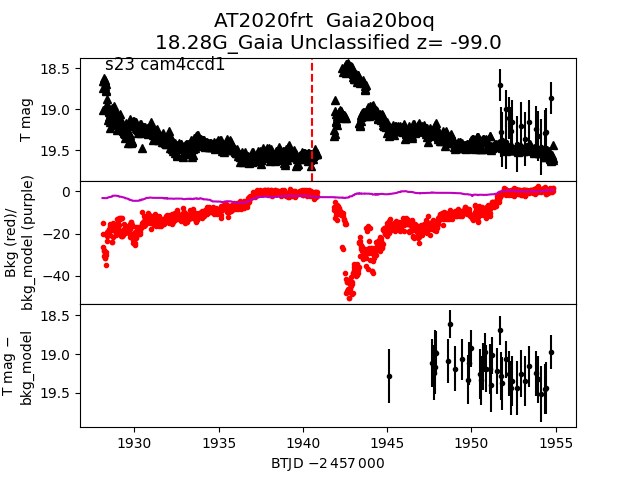 AT2020frt  Gaia20boq
18.28G_Gaia Unclassified z= -99.0
s23 cam4ccd1
T mag
18.5
19.0
19.5
Bkg (red)/
bkg_model (purple)
0
−20
−40
T mag −
bkg_model
18.5
19.0
19.5
1930 1935 1940 1945 1950 1955
BTJD −2 457 000